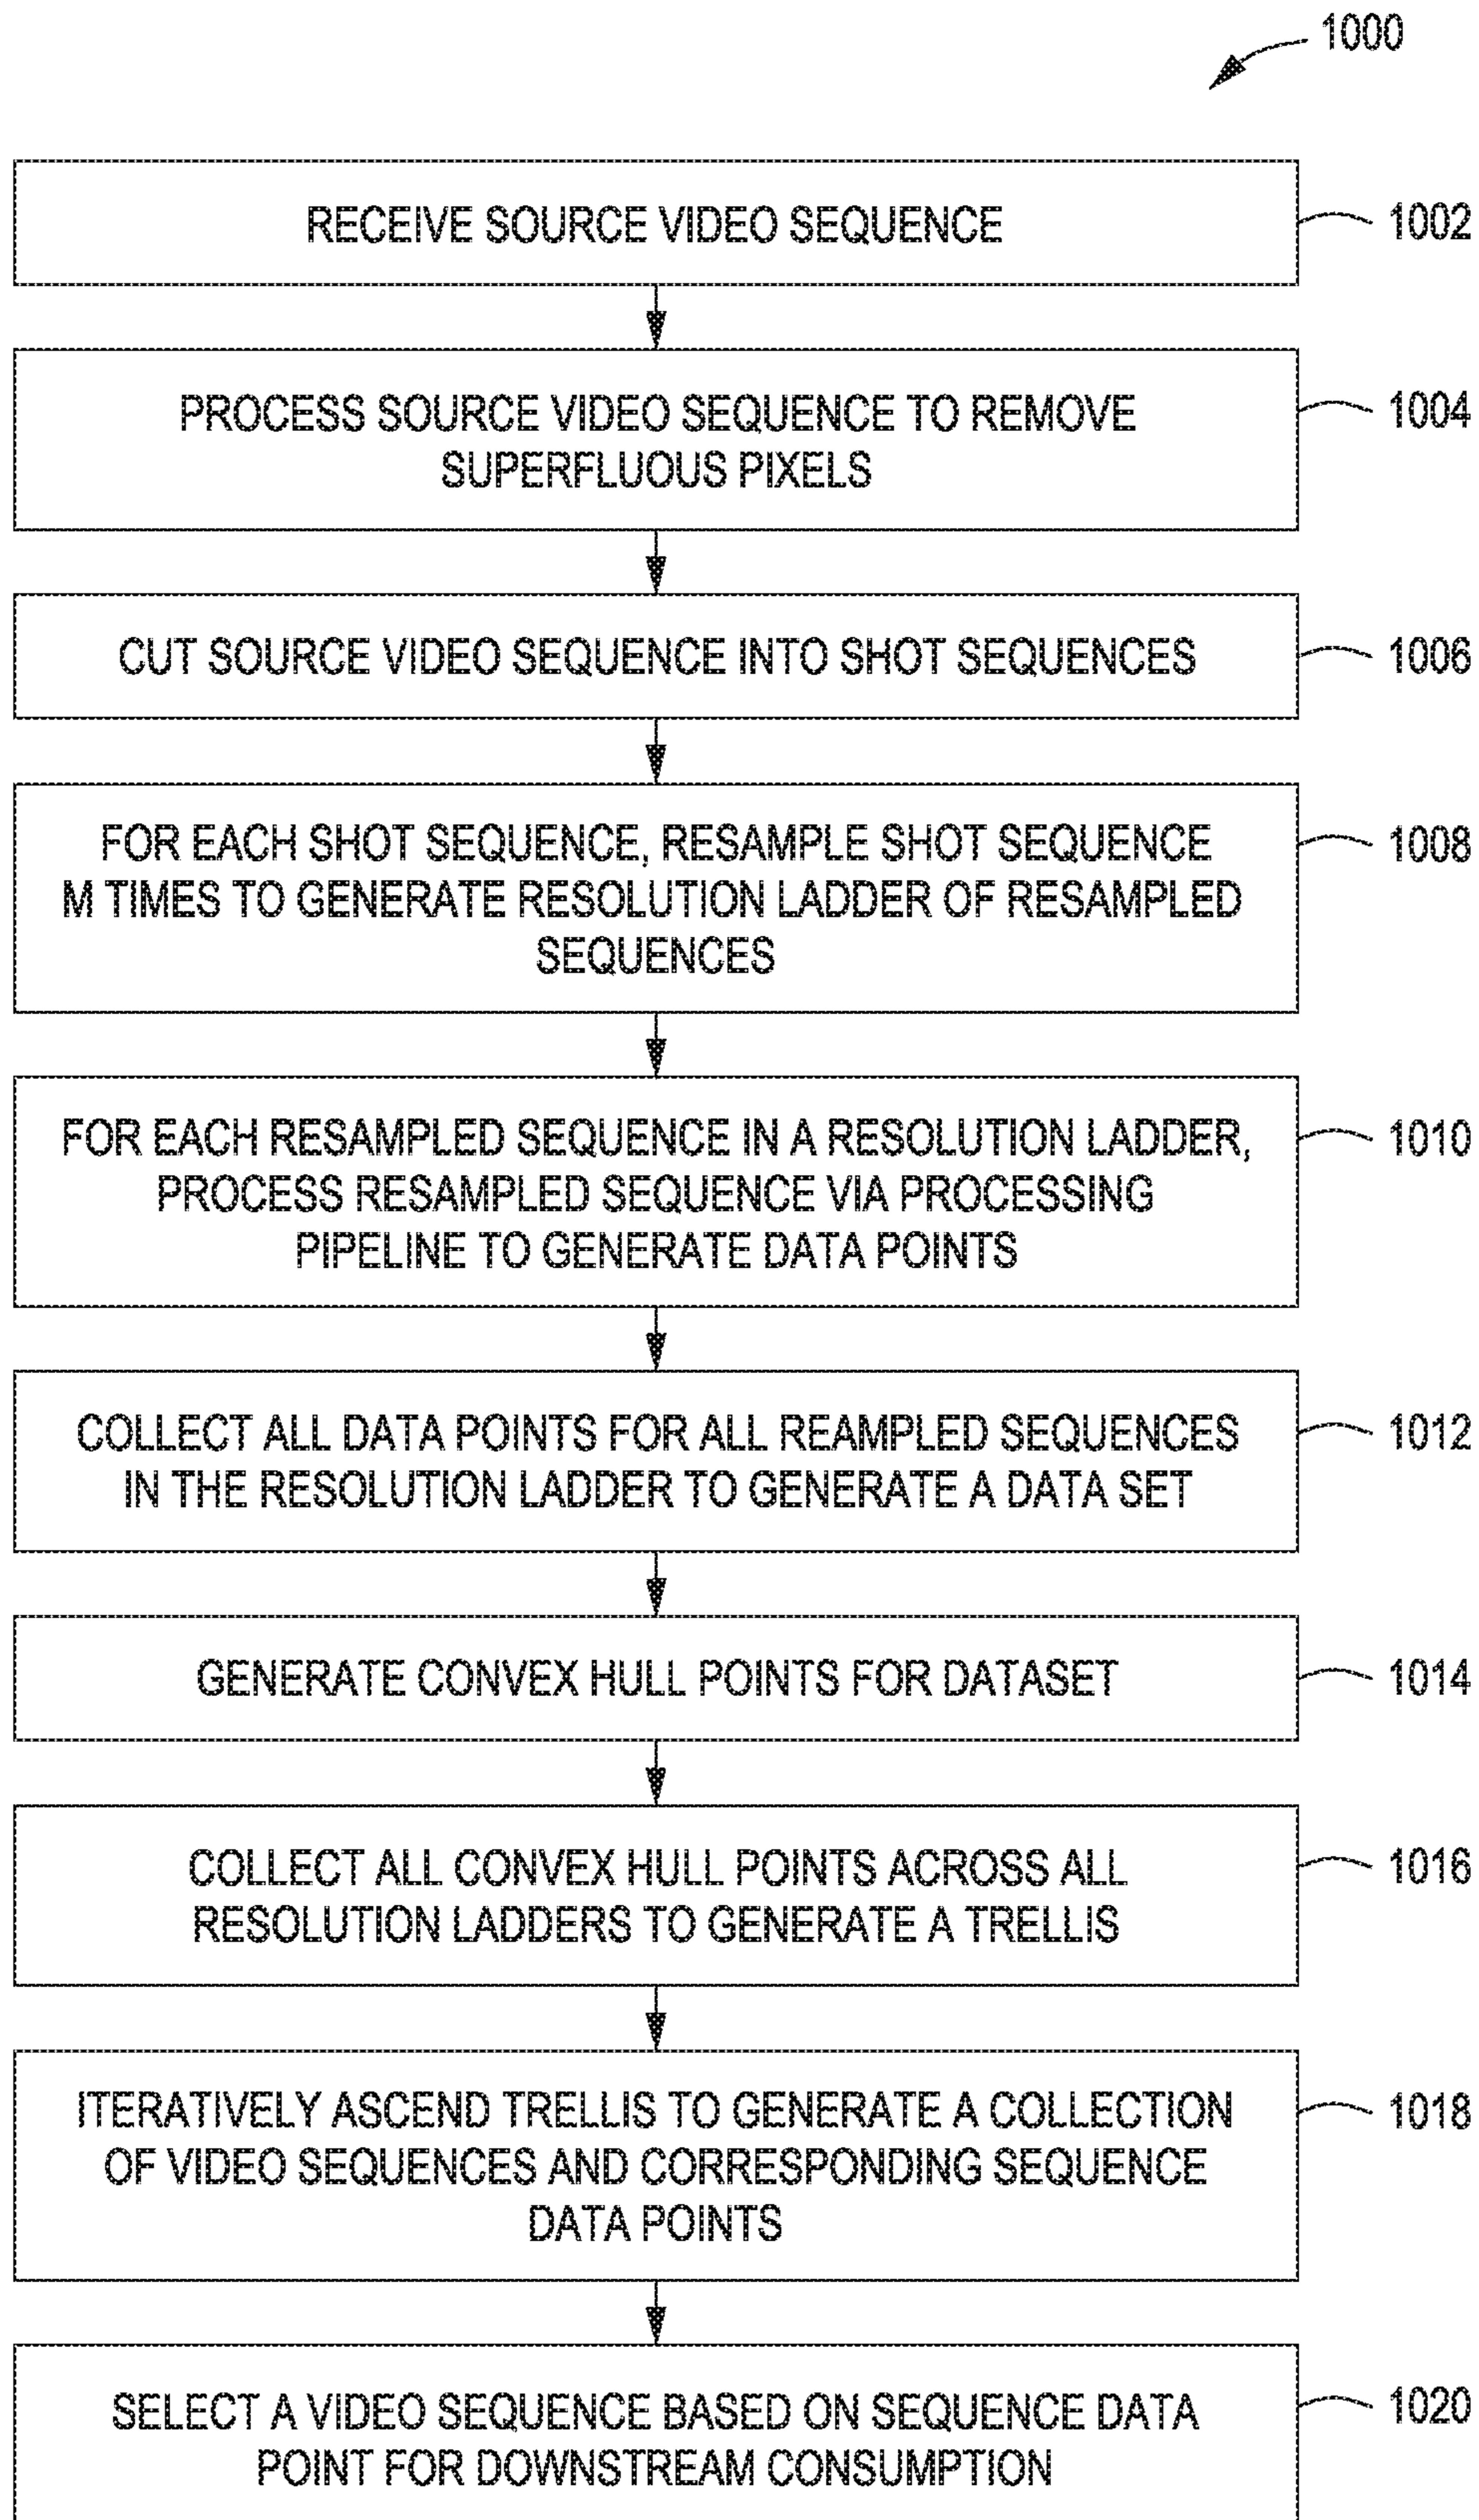 1000
RECEIVE SOURCE VIDEO SEQUENCE
1002
PROCESS SOURCE VIDEO SEQUENCE TO REMOVE
SUPERFLUOUS PIXELS
1004
CUT SOURCE VIDEO SEQUENCE INTO SHOT SEQUENCES
1006
FOR EACH SHOT SEQUENCE, RESAMPLE SHOT SEQUENCE
M TIMES TO GENERATE RESOLUTION LADDER OF RESAMPLED
SEQUENCES
1008
FOR EACH RESAMPLED SEQUENCE IN A RESOLUTION LADDER,
PROCESS RESAMPLED SEQUENCE VIA PROCESSING
PIPELINE TO GENERATE DATA POINTS
1010
COLLECT ALL DATA POINTS FOR ALL REAMPLED SEQUENCES
IN THE RESOLUTION LADDER TO GENERATE A DATA SET
1012
GENERATE CONVEX HULL POINTS FOR DATASET
1014
COLLECT ALL CONVEX HULL POINTS ACROSS ALL
RESOLUTION LADDERS TO GENERATE A TRELLIS
1016
ITERATIVELY ASCEND TRELLIS TO GENERATE A COLLECTION
OF VIDEO SEQUENCES AND CORRESPONDING SEQUENCE
DATA POINTS
1018
SELECT A VIDEO SEQUENCE BASED ON SEQUENCE DATA
POINT FOR DOWNSTREAM CONSUMPTION
1020